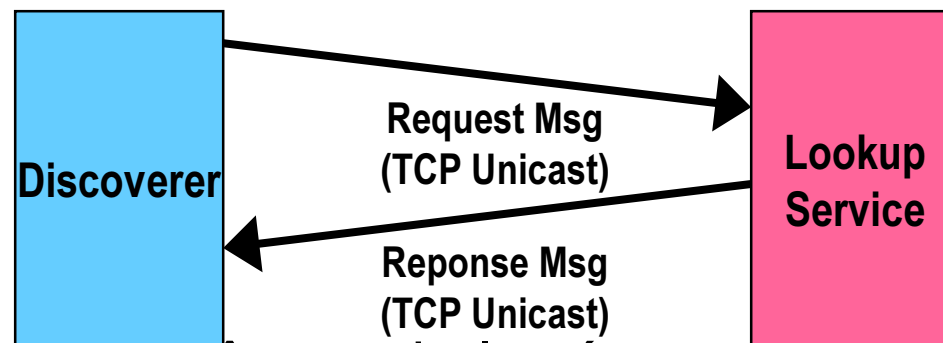 Discoverer
Request Msg
(TCP Unicast)
Lookup
Service
Reponse Msg
(TCP Unicast)